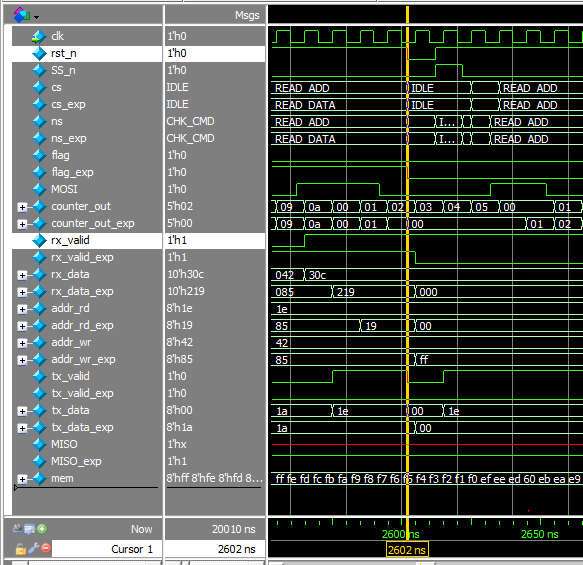 Msgs
clk 1'h0
rst_n 1'h0
SS_n 1'h0
cs IDLE READ_ADD IDLE READ_ADD
cs_exp IDLE READ_DATA IDLE READ_ADD
ns CHK_CMD READ_ADD I... READ_ADD
ns_exp CHK_CMD READ_DATA I... READ_ADD
flag 1'h0
flag_exp 1'h0
MOSI 1'h0
counter_out 5'h02 09 0a 00 01 02 03 04 05 00 01
counter_out_exp 5'h00 09 0a 00 01 00 01 02
rx_valid 1'h1
rx_valid_exp 1'h1
rx_data 10'h30c 042 30c
rx_data_exp 10'h219 085 219 000
addr_rd 8'h1e 1e
addr_rd_exp 8'h19 85 19 00
addr_wr 8'h42 42
addr_wr_exp 8'h85 85 ff
tx_valid 1'h0
tx_valid_exp 1'h0
tx_data 8'h00 1a 1e 00 1e
tx_data_exp 8'h1a 1a 00
MISO 1'hx
MISO_exp 1'h1
mem 8'hff 8'hfe 8'hfd 8... ff fe fd fc fb fa f9 f8 f7 f6 f5 f4 f3 f2 f1 f0 ef ee ed 60 eb ea e9
Now 20010 ns 2600 ns 2650 ns
Cursor 1 2602 ns 2602 ns